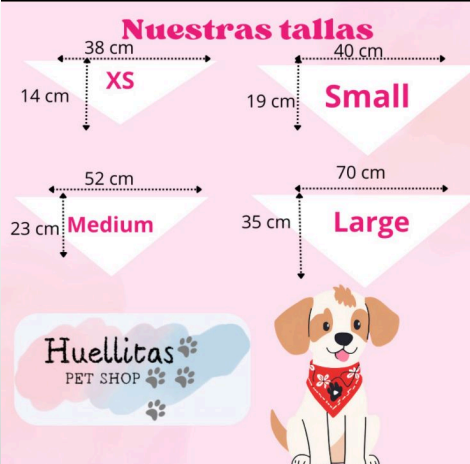 Nuestras tallas
38 cm
14 cm
XS
40 cm
19 cm
Small
52 cm
23 cm
Medium
70 cm
35 cm
Large
Huellitas
PET SHOP